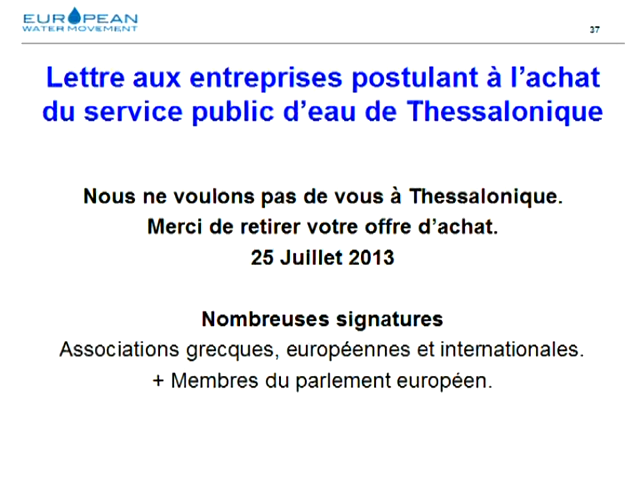 EUROPEAN
WATER MOVEMENT
37
Lettre aux entreprises postulant à l’achat
du service public d’eau de Thessalonique
Nous ne voulons pas de vous à Thessalonique.
Merci de retirer votre offre d’achat.
25 Juillet 2013
Nombreuses signatures
Associations grecques, européennes et internationales.
+ Membres du parlement européen.